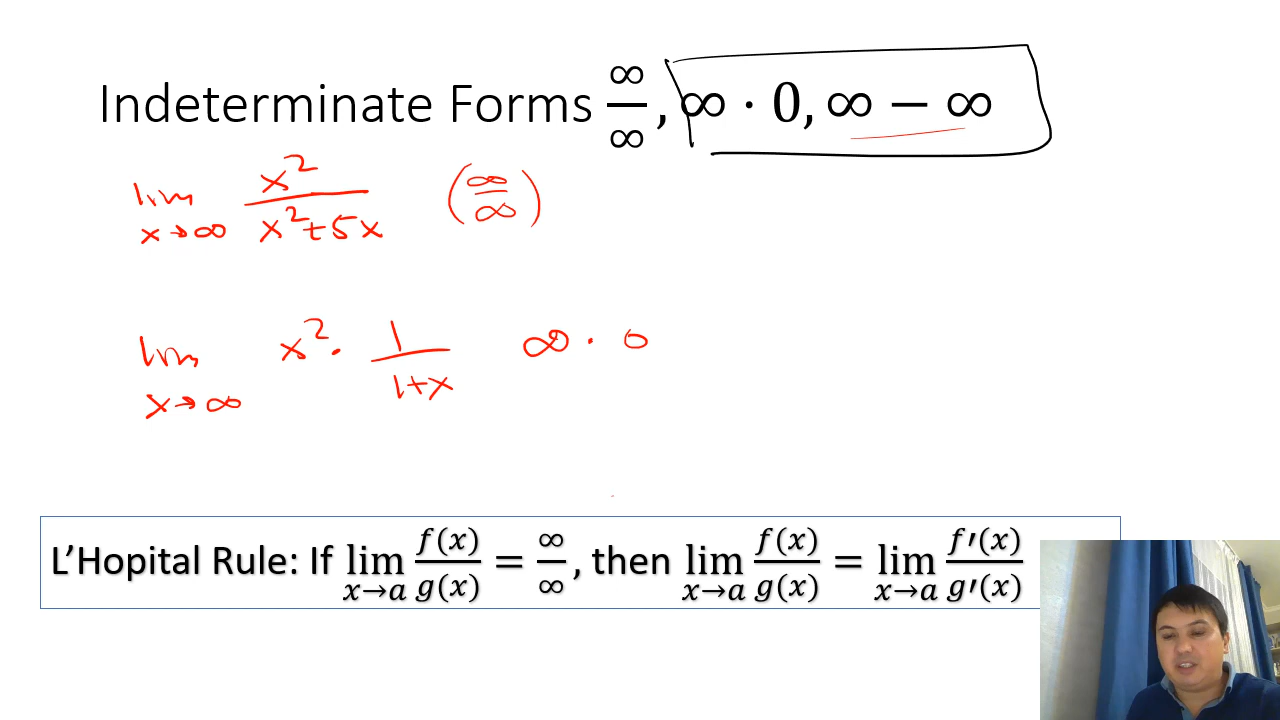 Indeterminate Forms ∞/∞, ∞ · 0, ∞ − ∞
lim x→∞ x²/(x²+5x) (∞/∞)
lim x→∞ x² · 1/(1+x) ∞ · 0
L’Hopital Rule: If lim x→a f(x)/g(x) = ∞/∞, then lim x→a f(x)/g(x) = lim x→a f′(x)/g′(x)